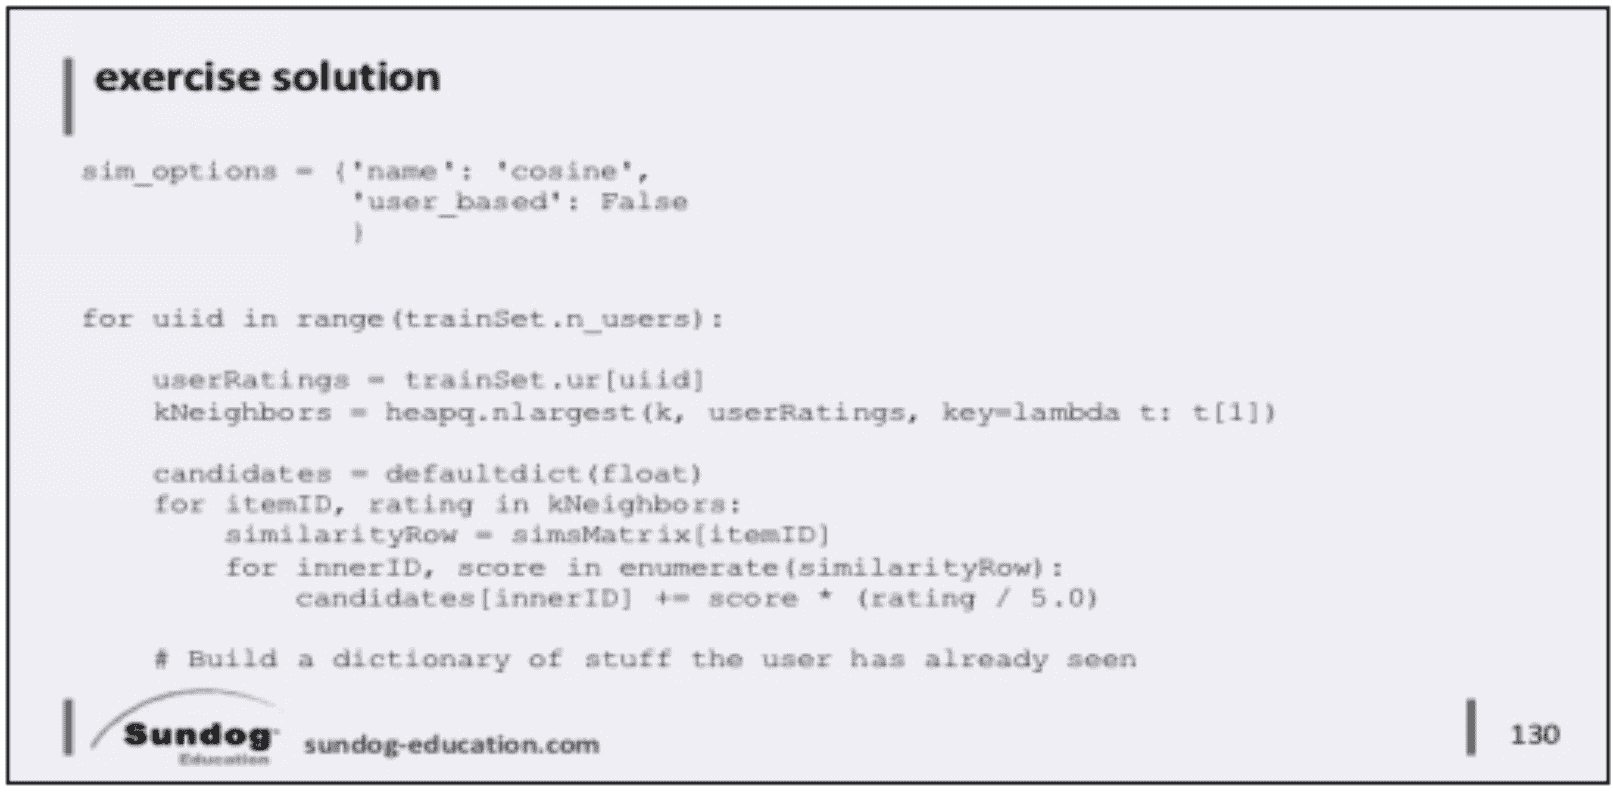 exercise solution
sim_options = {'name': 'cosine',
               'user_based': False
               }
for uiid in range(trainSet.n_users):
    userRatings = trainSet.ur[uiid]
    kNeighbors = heapq.nlargest(k, userRatings, key=lambda t: t[1])
    candidates = defaultdict(float)
    for itemID, rating in kNeighbors:
        similarityRow = simsMatrix[itemID]
        for innerID, score in enumerate(similarityRow):
            candidates[innerID] += score * (rating / 5.0)
    # Build a dictionary of stuff the user has already seen
Sundog
Education
sundog-education.com
130